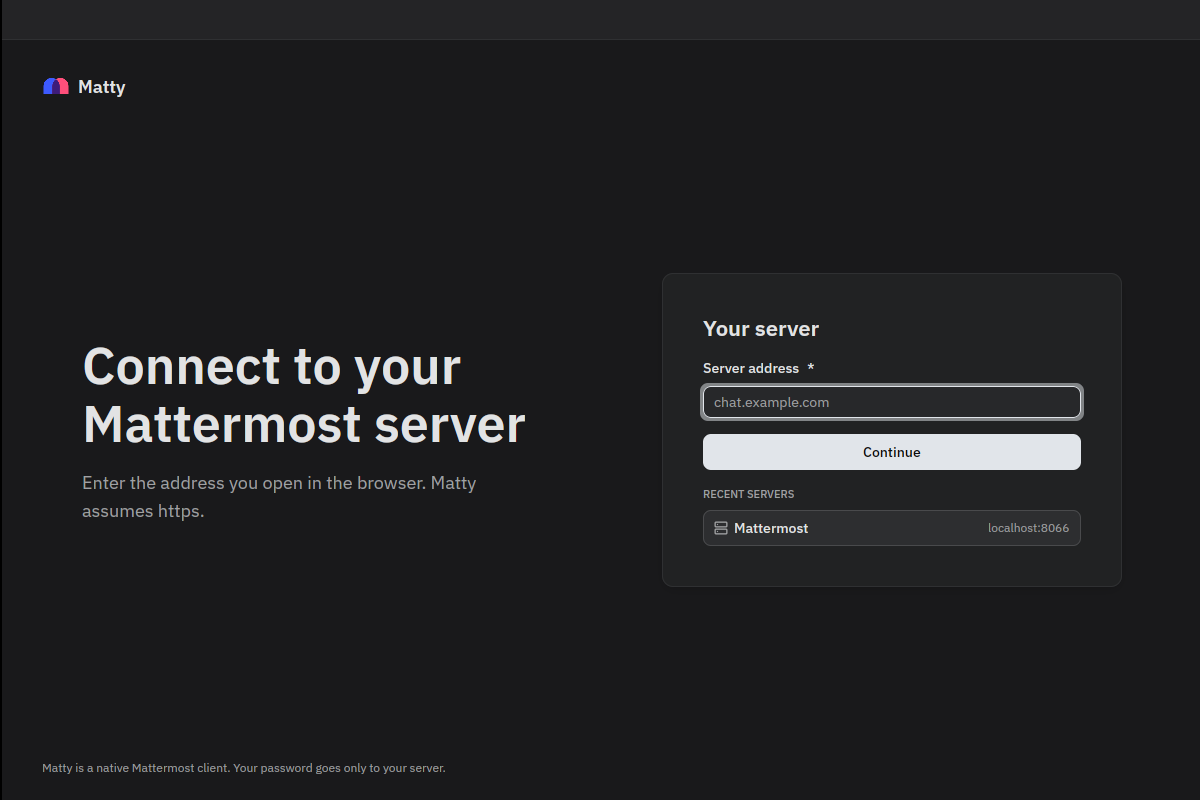 Matty
Connect to your
Mattermost server
Enter the address you open in the browser. Matty
assumes https.
Your server
Server address *
chat.example.com
Continue
RECENT SERVERS
Mattermost localhost:8066
Matty is a native Mattermost client. Your password goes only to your server.